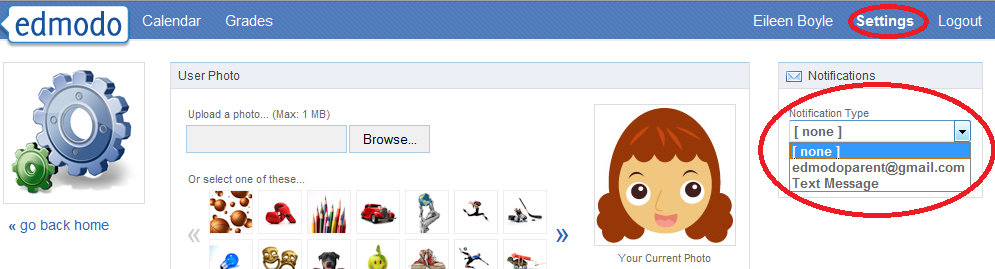 edmodo Calendar Grades Eileen Boyle Settings Logout
User Photo
Upload a photo... (Max: 1 MB)
Browse...
Or select one of these...
«
»
Your Current Photo
« go back home
Notifications
Notification Type
[ none ]
[ none ]
edmodoparent@gmail.com
Text Message